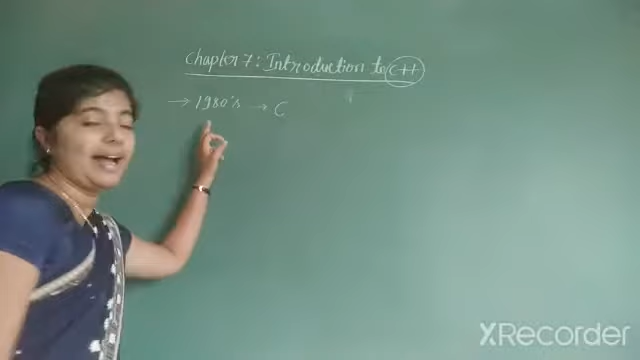 Chapter 7: Introduction to C++
→ 1980's → C
XRecorder